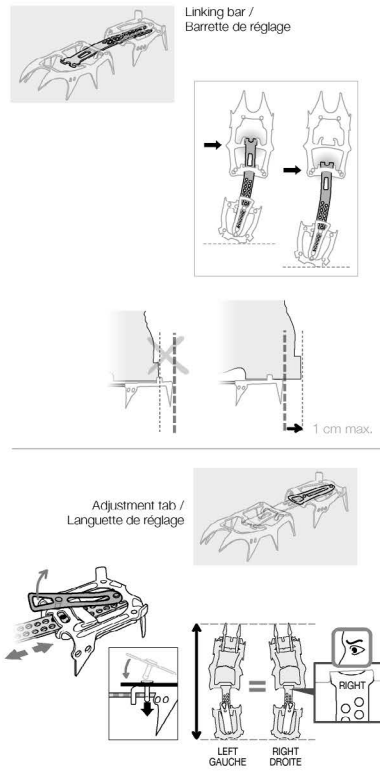 Linking bar /
Barrette de réglage
1 cm max.
Adjustment tab /
Languette de réglage
RIGHT
LEFT
GAUCHE
RIGHT
DROITE